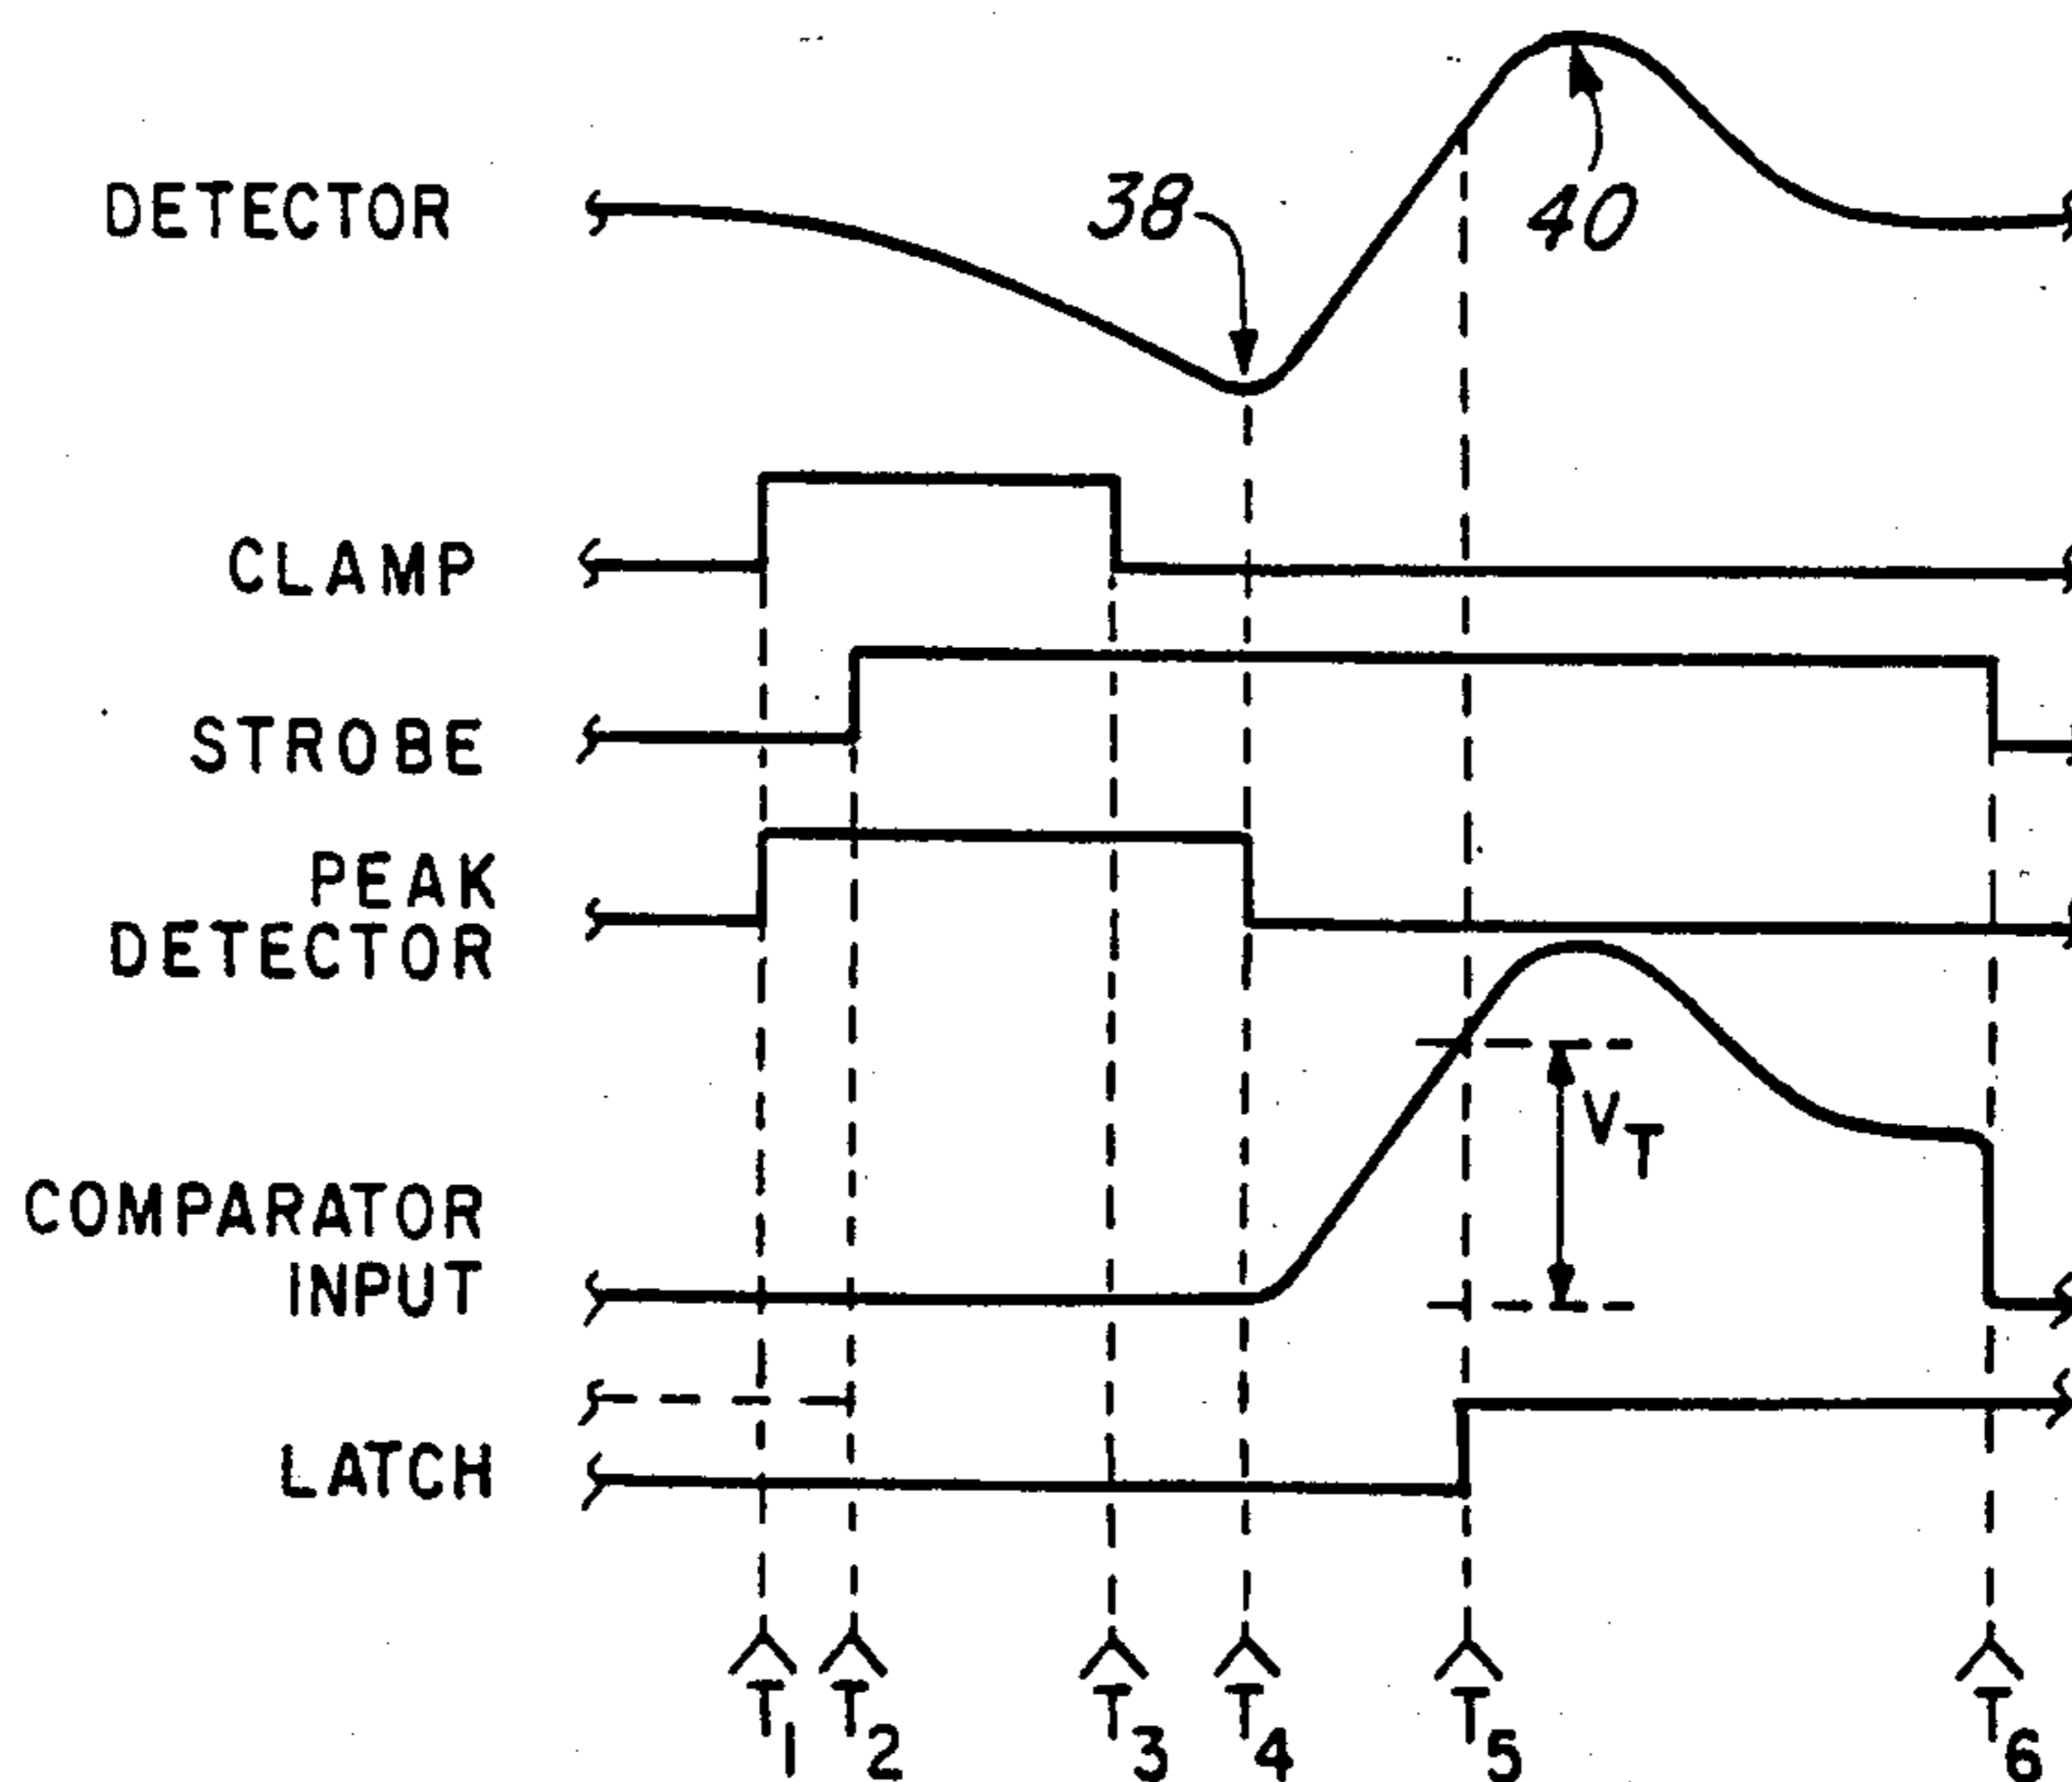 DETECTOR
38
40
CLAMP
STROBE
PEAK
DETECTOR
V_T
COMPARATOR
INPUT
LATCH
T_1 T_2 T_3 T_4 T_5 T_6